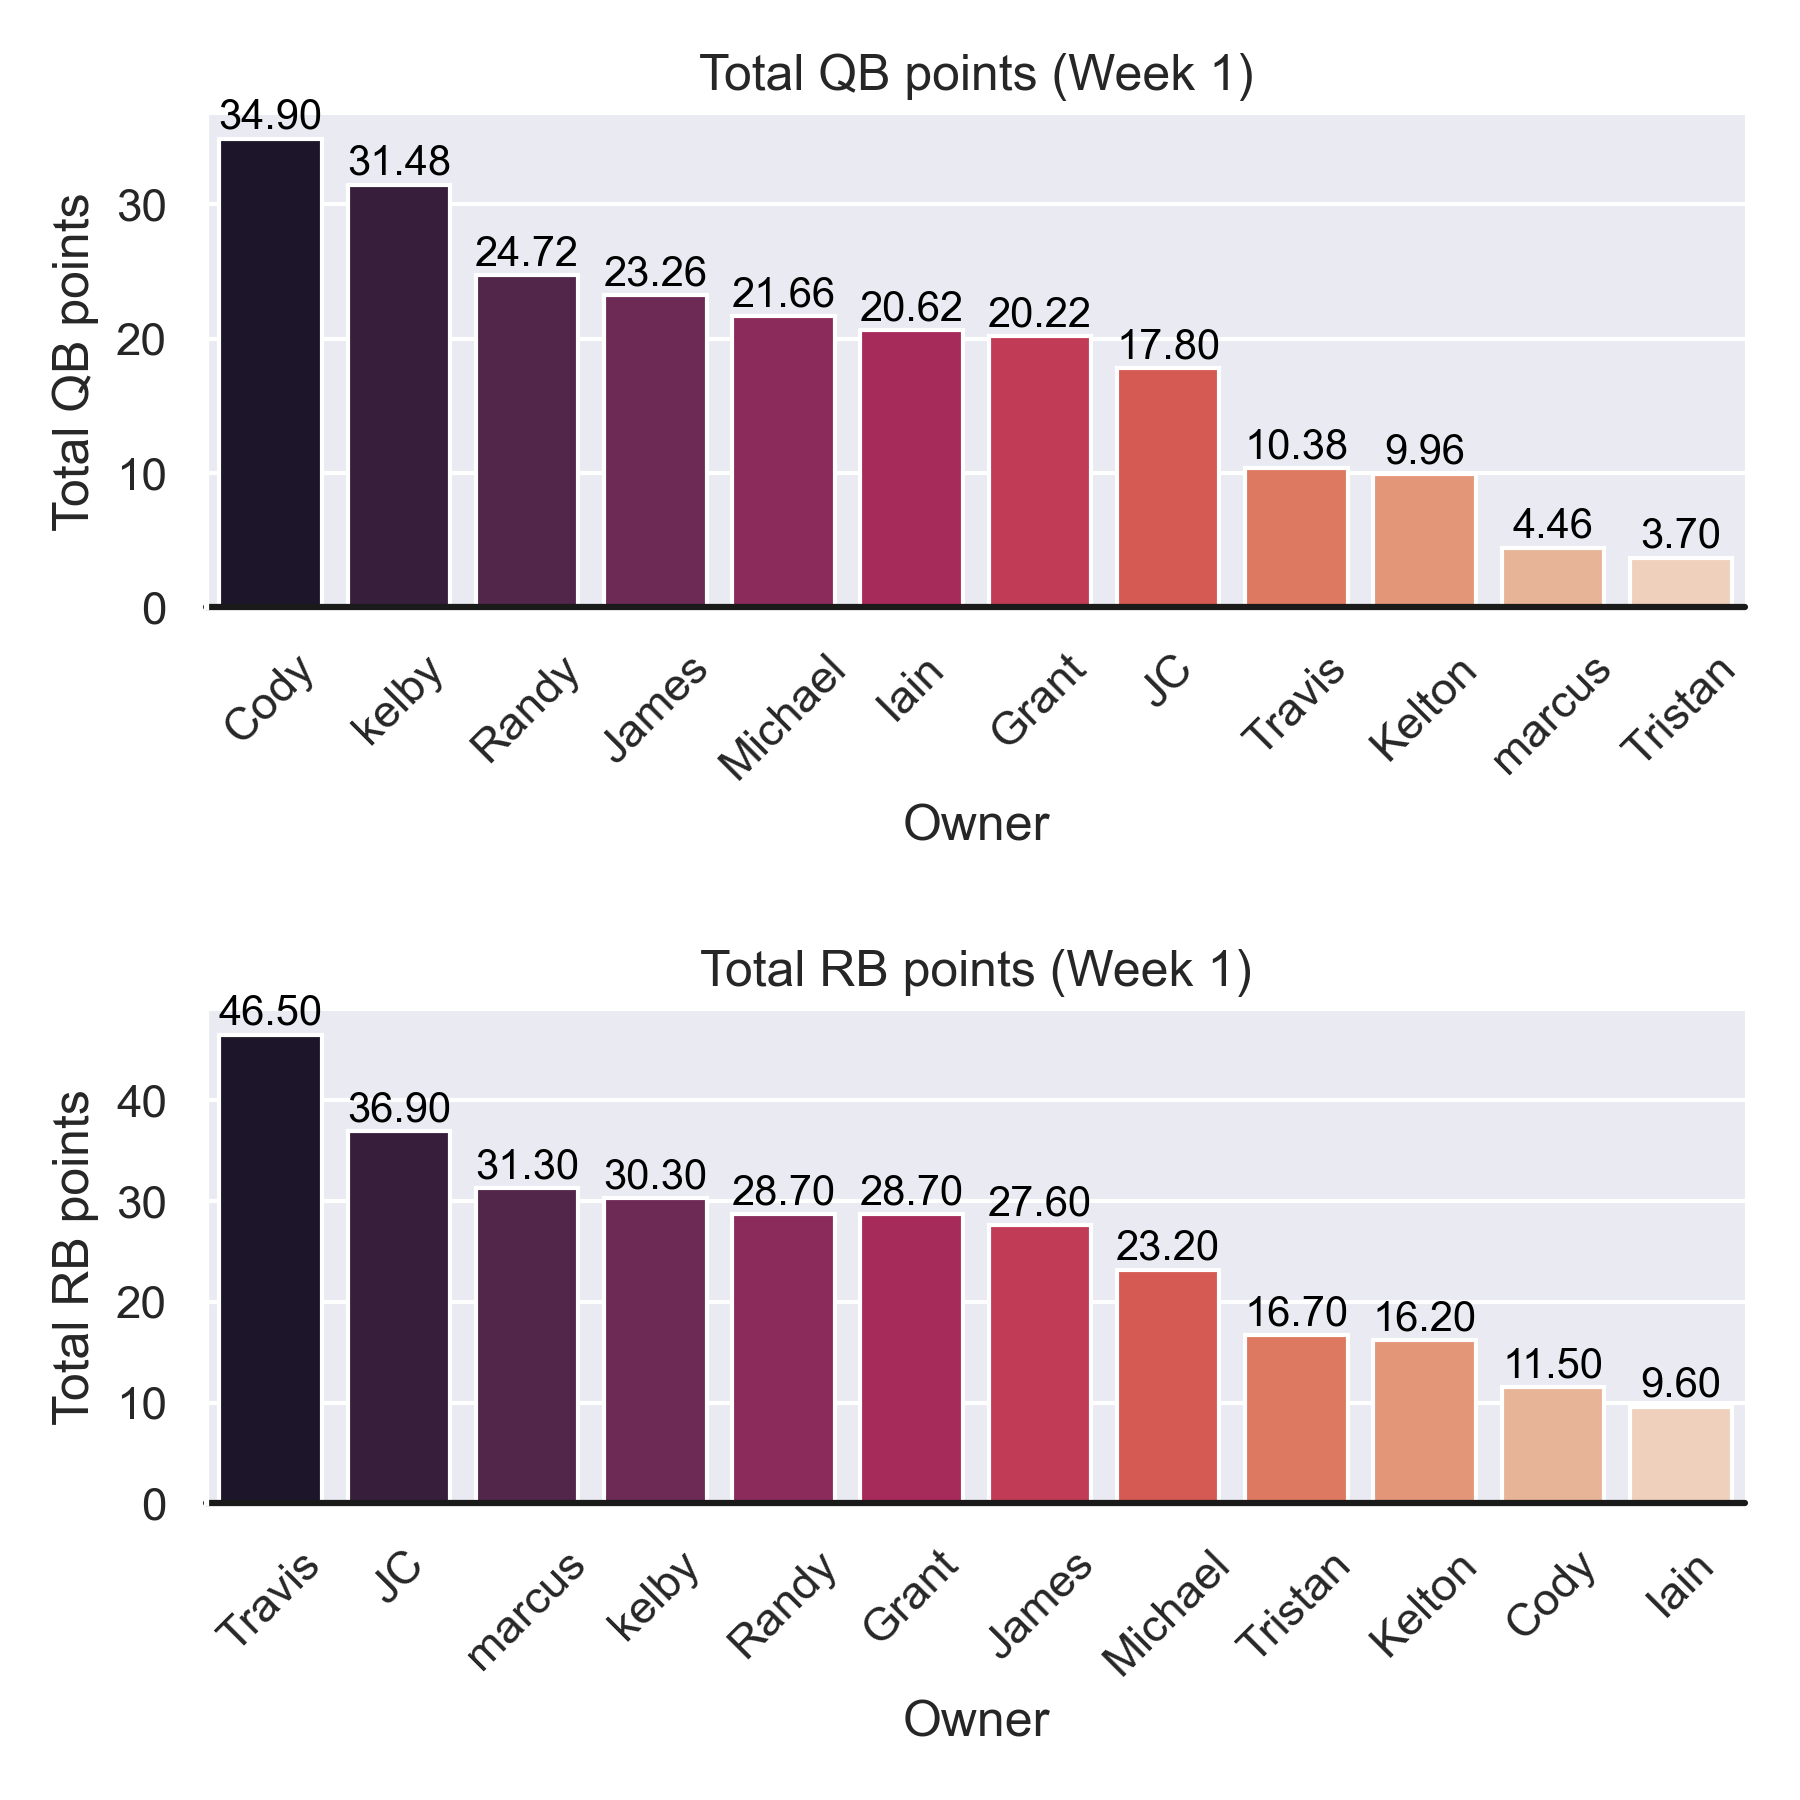 Total QB points (Week 1)
34.90
31.48
24.72
23.26
21.66
20.62
20.22
17.80
10.38
9.96
4.46
3.70
Total QB points
30
20
10
0
Cody
kelby
Randy
James
Michael
Iain
Grant
JC
Travis
Kelton
marcus
Tristan
Owner
Total RB points (Week 1)
46.50
36.90
31.30
30.30
28.70
28.70
27.60
23.20
16.70
16.20
11.50
9.60
Total RB points
40
30
20
10
0
Travis
JC
marcus
kelby
Randy
Grant
James
Michael
Tristan
Kelton
Cody
Iain
Owner